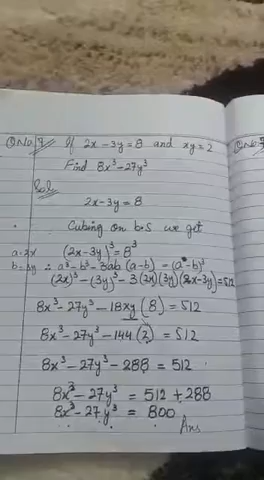 Q.No.9 If 2x - 3y = 8 and xy = 2
Find 8x³ - 27y³
Sol
2x - 3y = 8
Cubing on b.s we get
a = 2x (2x - 3y)³ = 8³
b = 3y ∴ a³ - b³ - 3ab (a - b) = (a - b)³
(2x)³ - (3y)³ - 3(2x)(3y)(2x - 3y) = 512
8x³ - 27y³ - 18xy (8) = 512
8x³ - 27y³ - 144(2) = 512
8x³ - 27y³ - 288 = 512
8x³ - 27y³ = 512 + 288
8x³ - 27y³ = 800
Ans